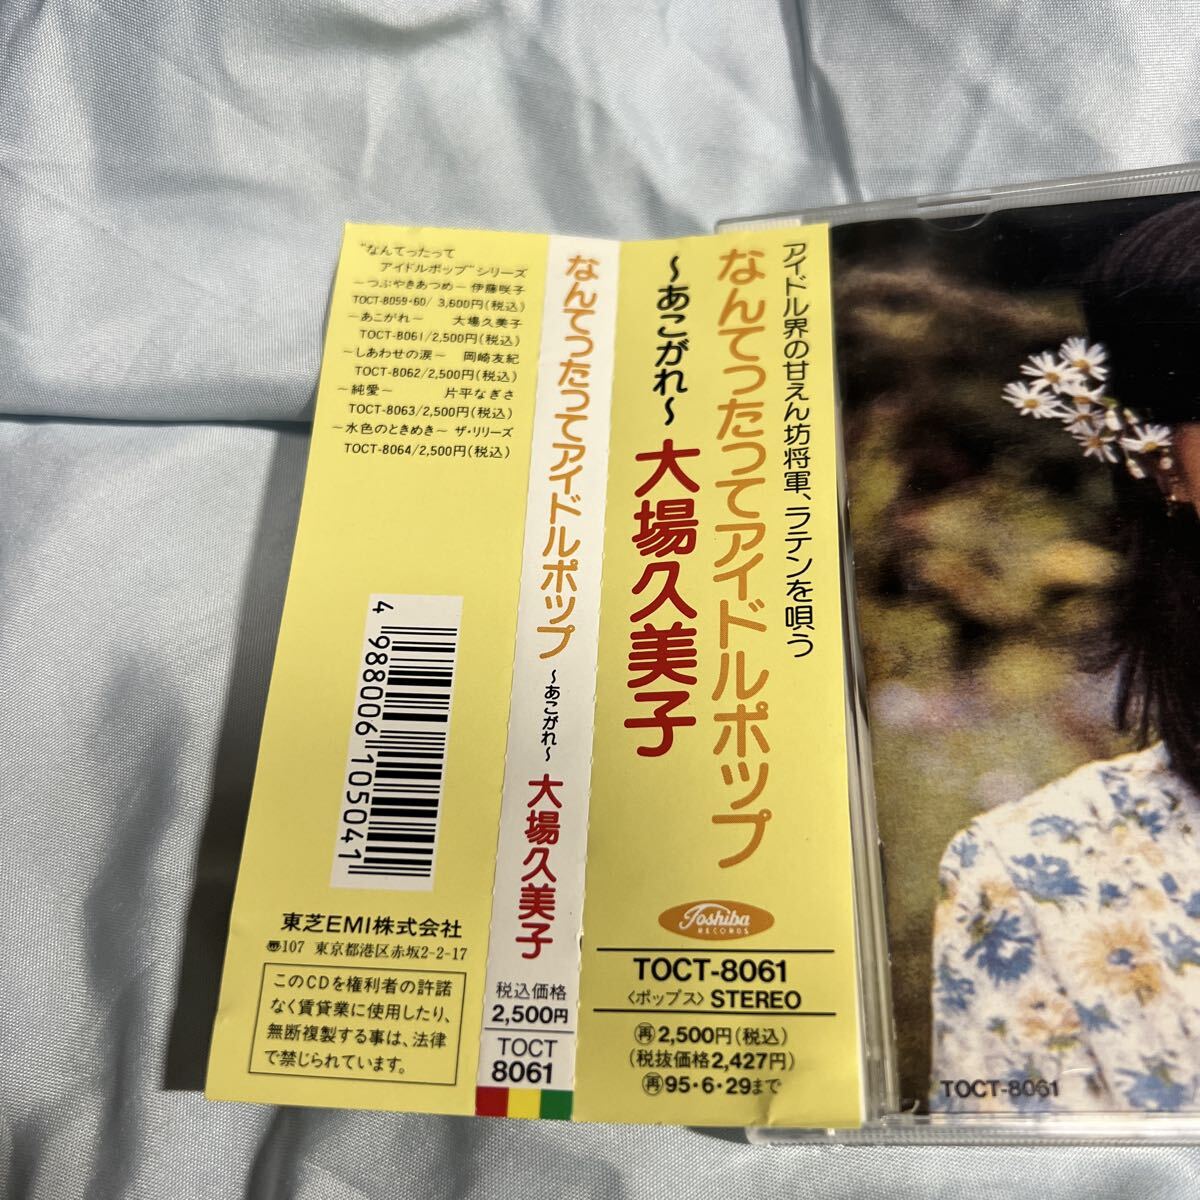 “なんてったって
アイドルポップ”シリーズ
～つぶやきあつめ～ 伊藤咲子
TOCT-8059・60/ 3,600円(税込)
～あこがれ～ 大場久美子
TOCT-8061/2,500円(税込)
～しあわせの涙～ 岡崎友紀
TOCT-8062/2,500円(税込)
～純愛～ 片平なぎさ
TOCT-8063/2,500円(税込)
～水色のときめき～ ザ・リリーズ
TOCT-8064/2,500円(税込)
4 988006 105041
東芝EMI株式会社
〠107 東京都港区赤坂2-2-17
このCDを権利者の許諾
なく賃貸業に使用したり、
無断複製する事は、法律
で禁じられています。
なんてったってアイドルポップ ～あこがれ～ 大場久美子
税込価格
2,500円
TOCT
8061
アイドル界の甘えん坊将軍、ラテンを唄う
なんてったってアイドルポップ
～あこがれ～ 大場久美子
Toshiba
RECORDS
TOCT-8061
〈ポップス〉 STEREO
㊢2,500円(税込)
(税抜価格2,427円)
㊢95・6・29まで
TOCT-8061